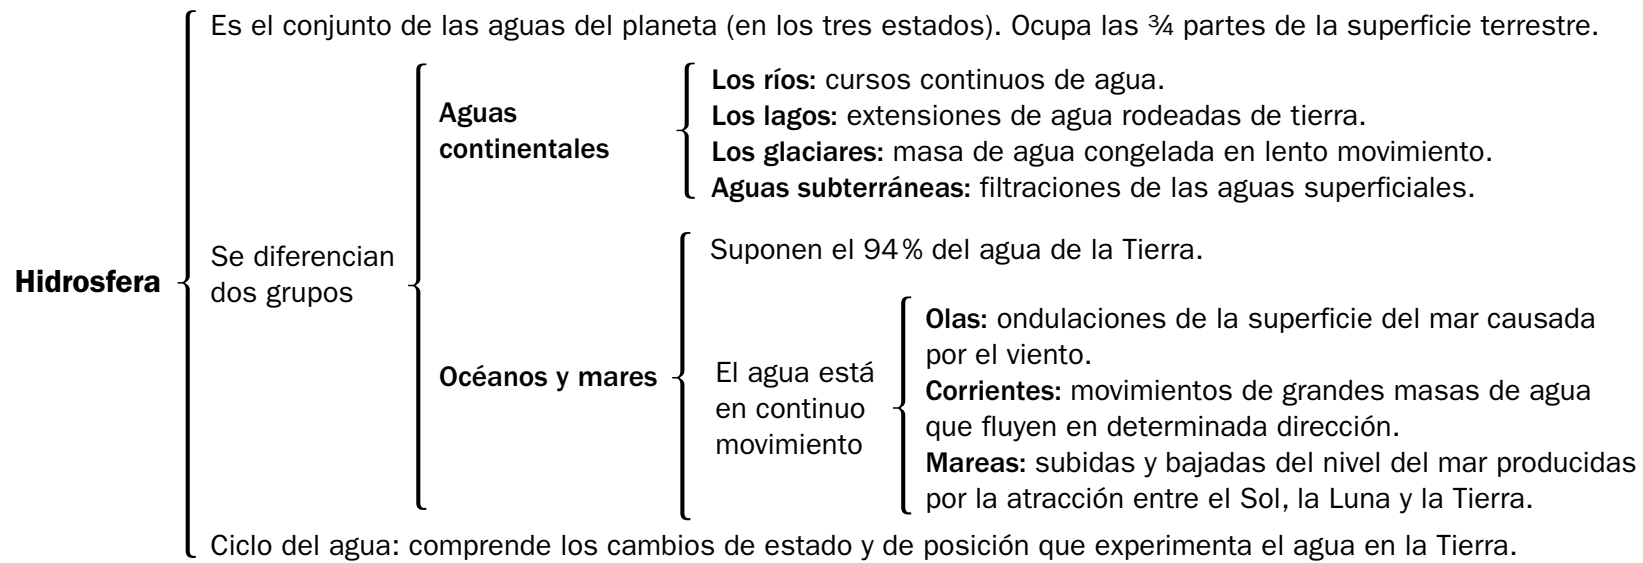 Es el conjunto de las aguas del planeta (en los tres estados). Ocupa las ¾ partes de la superficie terrestre.
Hidrosfera
Se diferencian
dos grupos
Aguas
continentales
Los ríos: cursos continuos de agua.
Los lagos: extensiones de agua rodeadas de tierra.
Los glaciares: masa de agua congelada en lento movimiento.
Aguas subterráneas: filtraciones de las aguas superficiales.
Océanos y mares
Suponen el 94% del agua de la Tierra.
El agua está
en continuo
movimiento
Olas: ondulaciones de la superficie del mar causada
por el viento.
Corrientes: movimientos de grandes masas de agua
que fluyen en determinada dirección.
Mareas: subidas y bajadas del nivel del mar producidas
por la atracción entre el Sol, la Luna y la Tierra.
Ciclo del agua: comprende los cambios de estado y de posición que experimenta el agua en la Tierra.